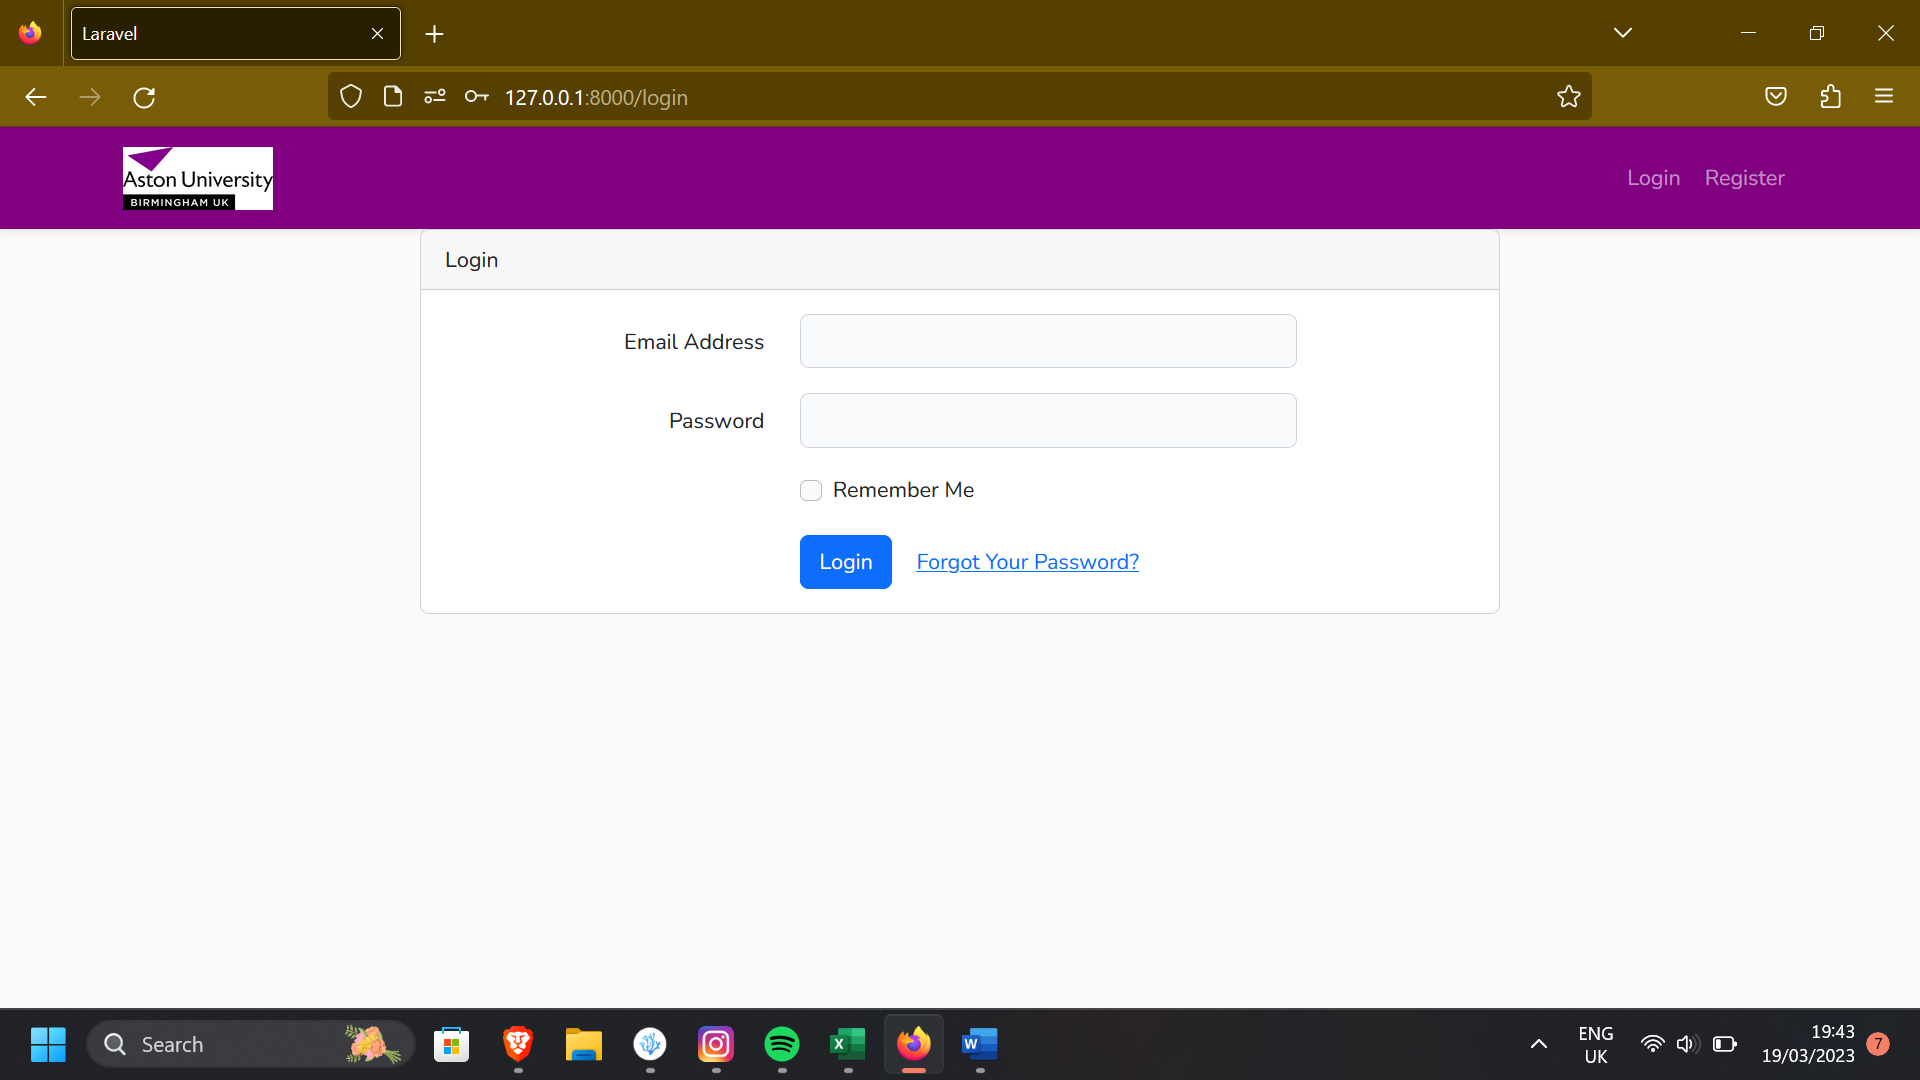 Laravel
127.0.0.1:8000/login
Aston University
BIRMINGHAM UK
Login Register
Login
Email Address
Password
Remember Me
Login Forgot Your Password?
Search
X
W
ENG
UK
19:43
19/03/2023
7